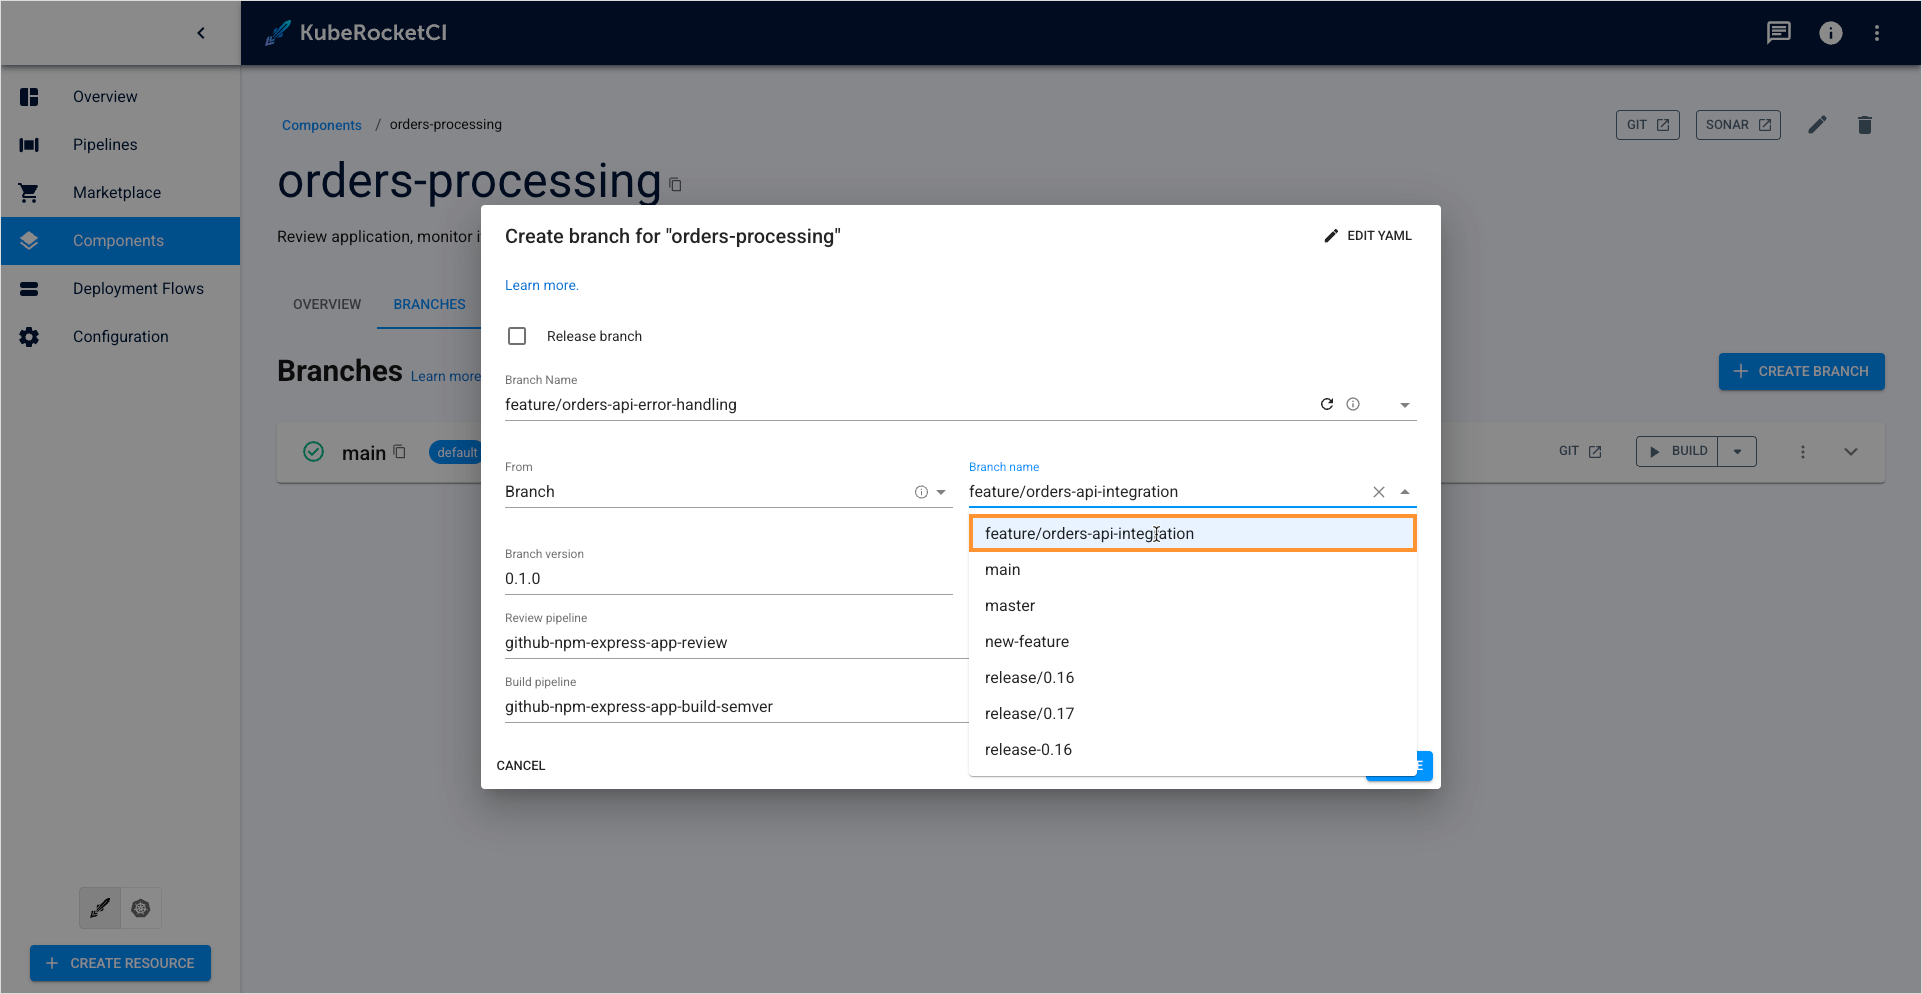 KubeRocketCI
Overview
Pipelines
Marketplace
Components
Deployment Flows
Configuration
CREATE RESOURCE
Components / orders-processing
GIT
SONAR
orders-processing
Review application, monitor i
OVERVIEW
BRANCHES
Branches Learn more
CREATE BRANCH
main
default
GIT
BUILD
Create branch for "orders-processing"
EDIT YAML
Learn more.
Release branch
Branch Name
feature/orders-api-error-handling
From
Branch
Branch name
feature/orders-api-integration
feature/orders-api-integration
main
master
new-feature
release/0.16
release/0.17
release-0.16
Branch version
0.1.0
Review pipeline
github-npm-express-app-review
Build pipeline
github-npm-express-app-build-semver
CANCEL
E